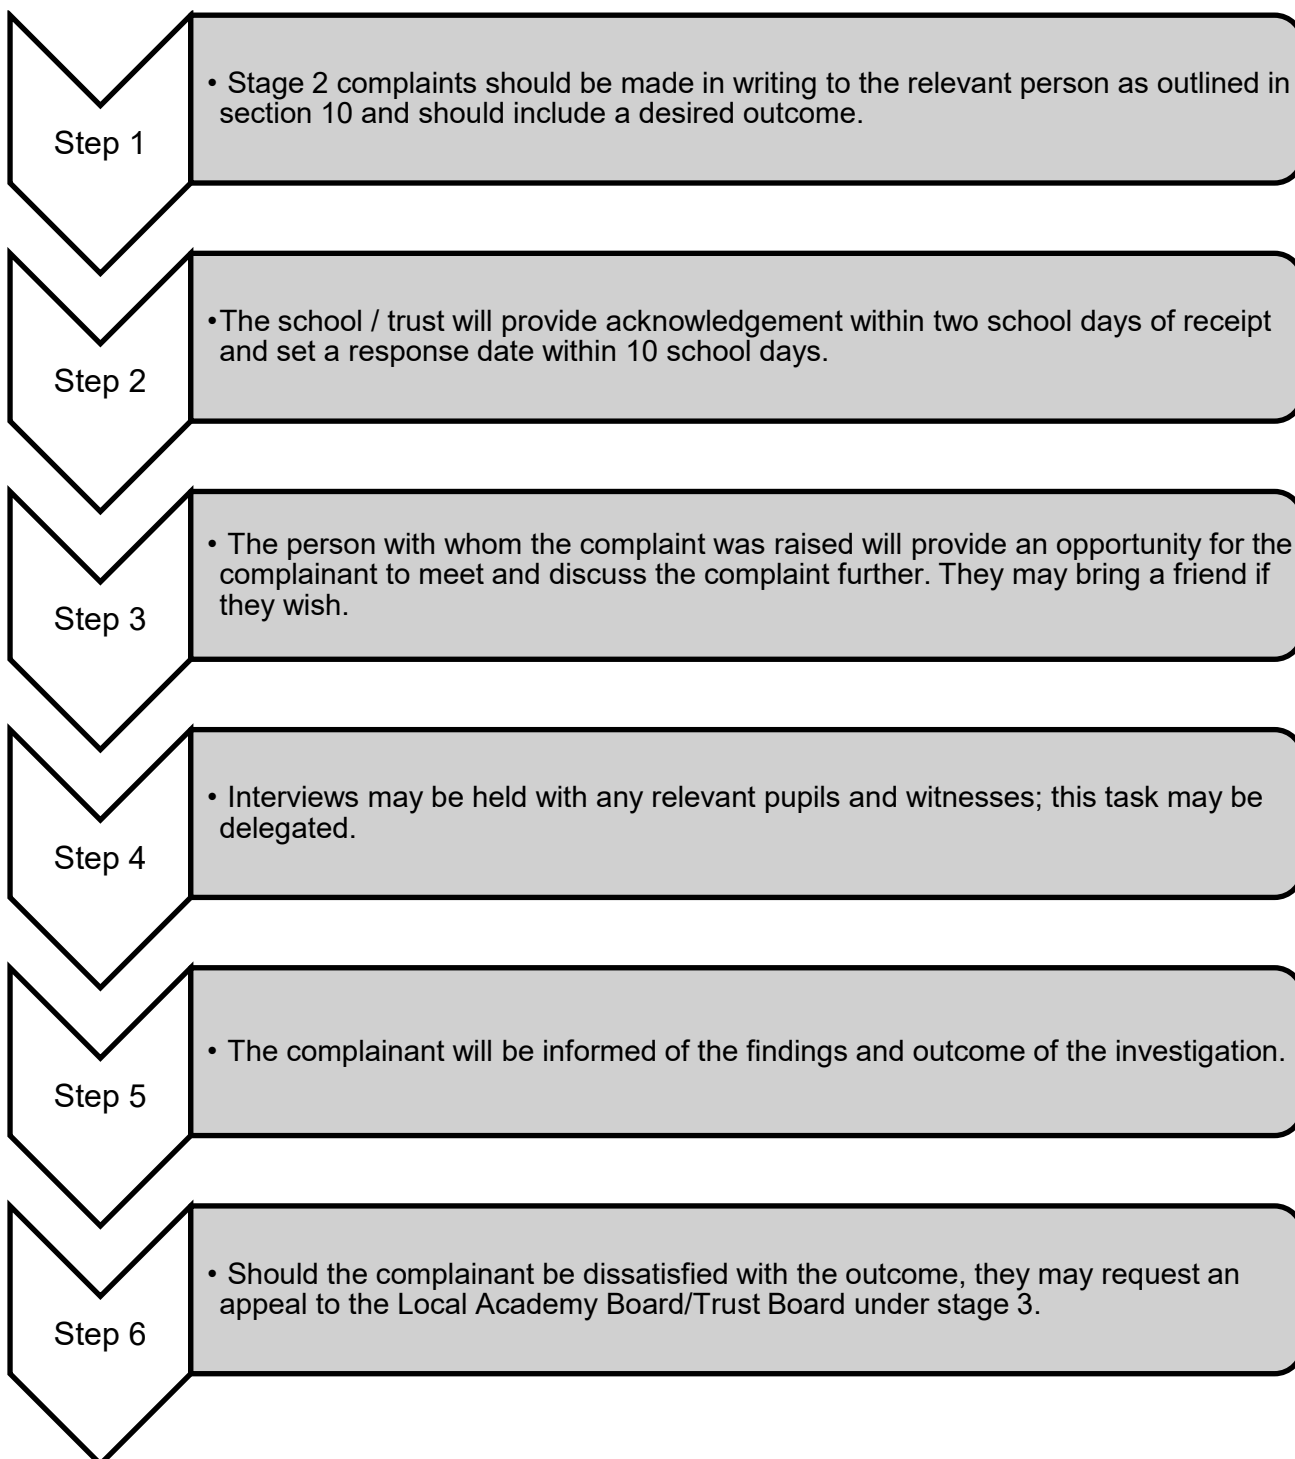 Step 1
• Stage 2 complaints should be made in writing to the relevant person as outlined in
section 10 and should include a desired outcome.
Step 2
•The school / trust will provide acknowledgement within two school days of receipt
and set a response date within 10 school days.
Step 3
• The person with whom the complaint was raised will provide an opportunity for the
complainant to meet and discuss the complaint further. They may bring a friend if
they wish.
Step 4
• Interviews may be held with any relevant pupils and witnesses; this task may be
delegated.
Step 5
• The complainant will be informed of the findings and outcome of the investigation.
Step 6
• Should the complainant be dissatisfied with the outcome, they may request an
appeal to the Local Academy Board/Trust Board under stage 3.